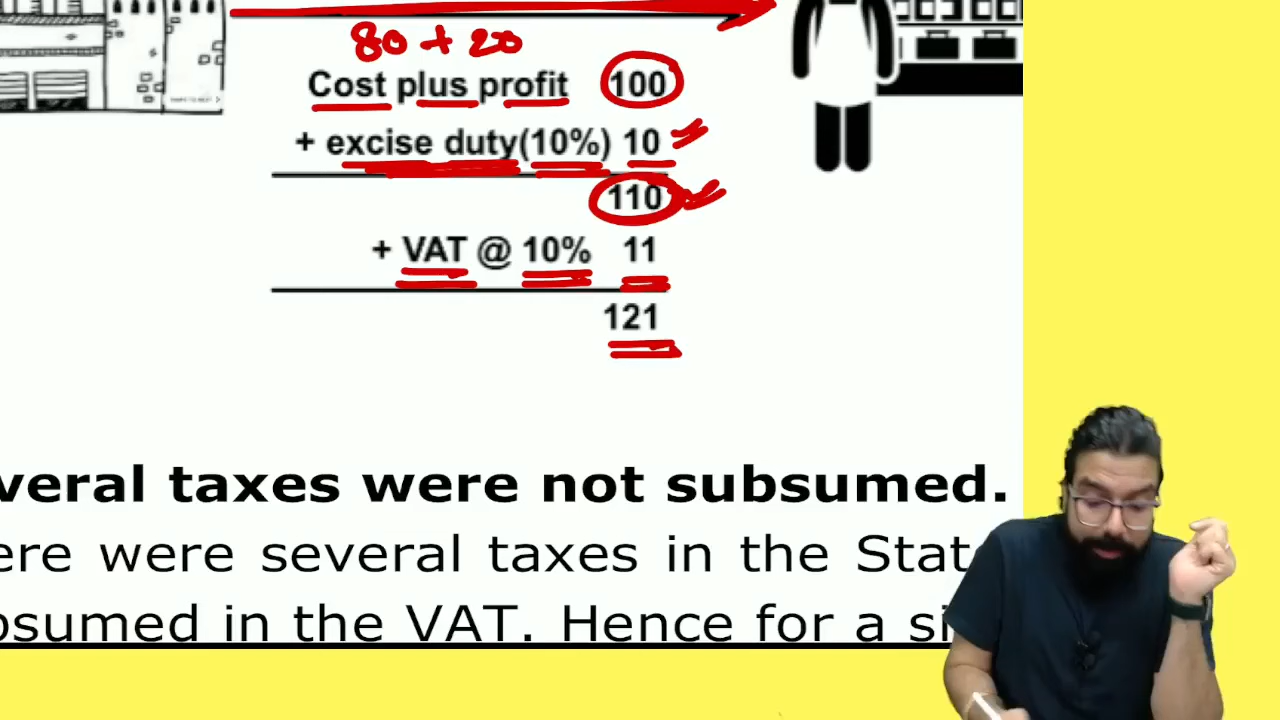 80 + 20
Cost plus profit 100
+ excise duty(10%) 10
110
+ VAT @ 10% 11
121
veral taxes were not subsumed.
ere were several taxes in the Stat
bsumed in the VAT. Hence for a si